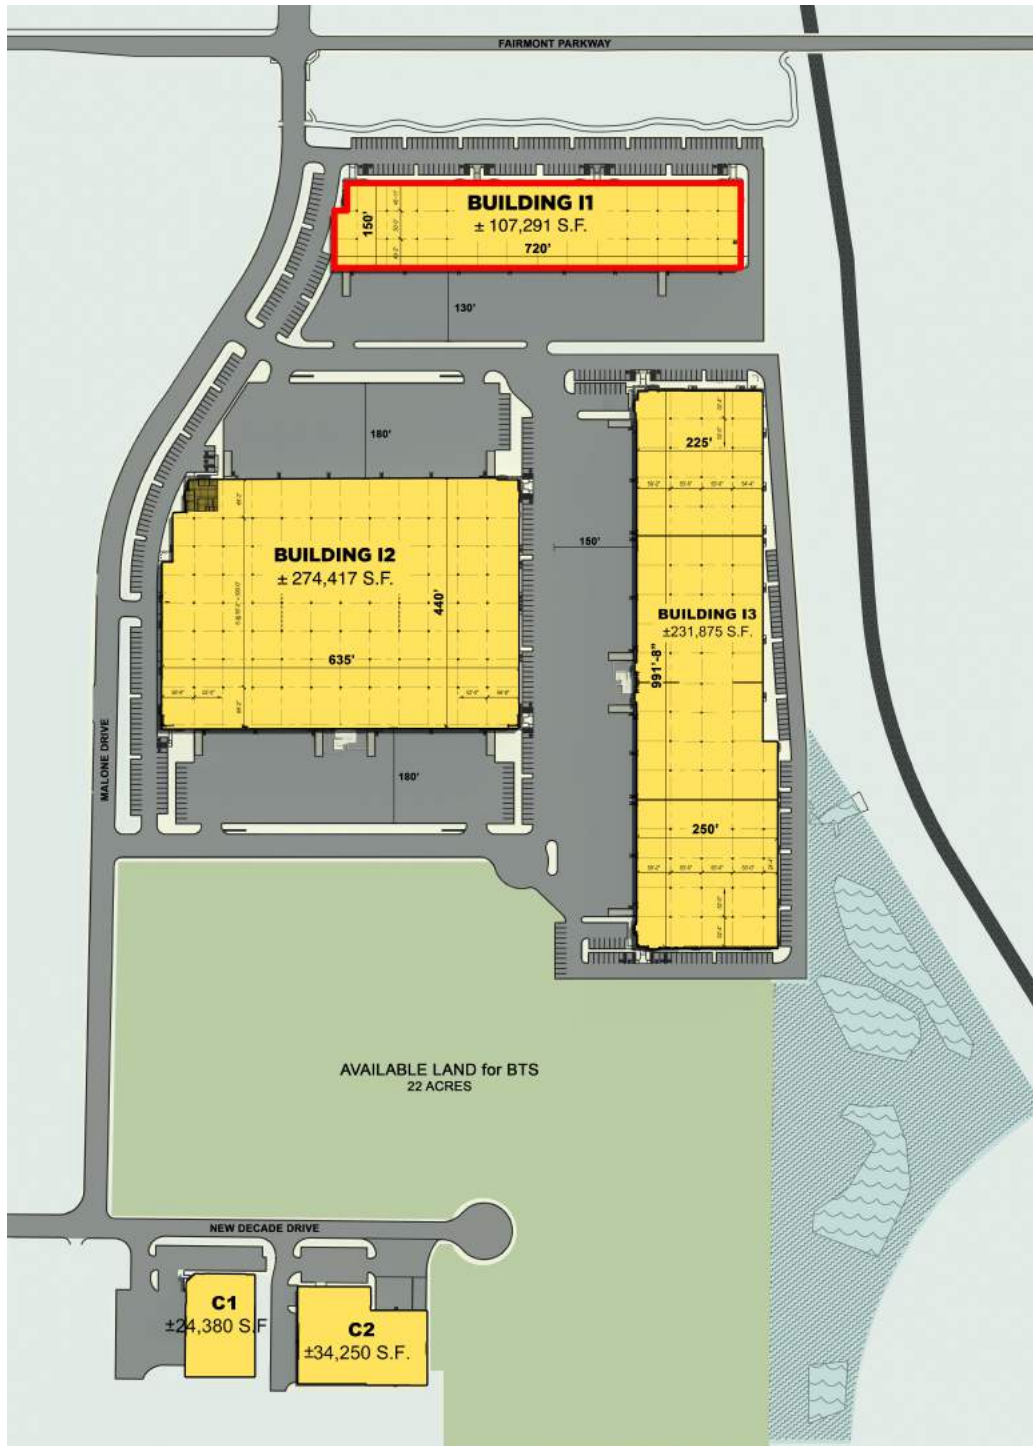 FAIRMONT PARKWAY
BUILDING I1
± 107,291 S.F.
150'
720'
130'
180'
225'
BUILDING I2
± 274,417 S.F.
440'
635'
150'
BUILDING I3
±231,875 S.F.
991'-8"
MALONE DRIVE
180'
250'
AVAILABLE LAND for BTS
22 ACRES
NEW DECADE DRIVE
C1
±24,380 S.F
C2
±34,250 S.F.